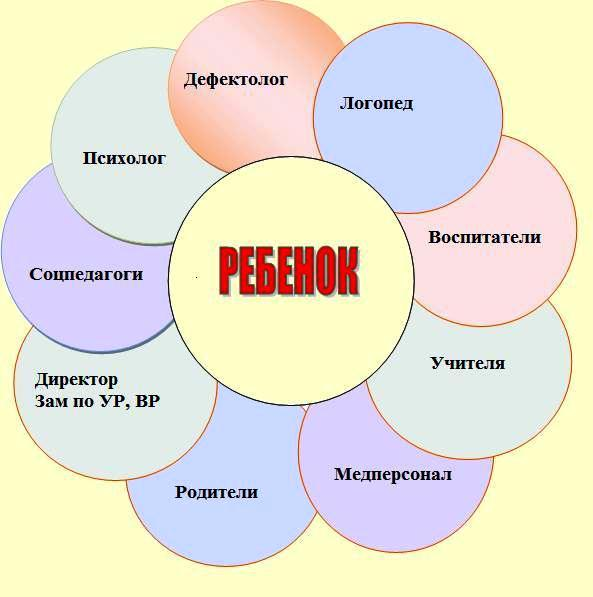 Дефектолог
Логопед
Психолог
Воспитатели
РЕБЕНОК
Соцпедагоги
Учителя
Директор
Зам по УР, ВР
Медперсонал
Родители